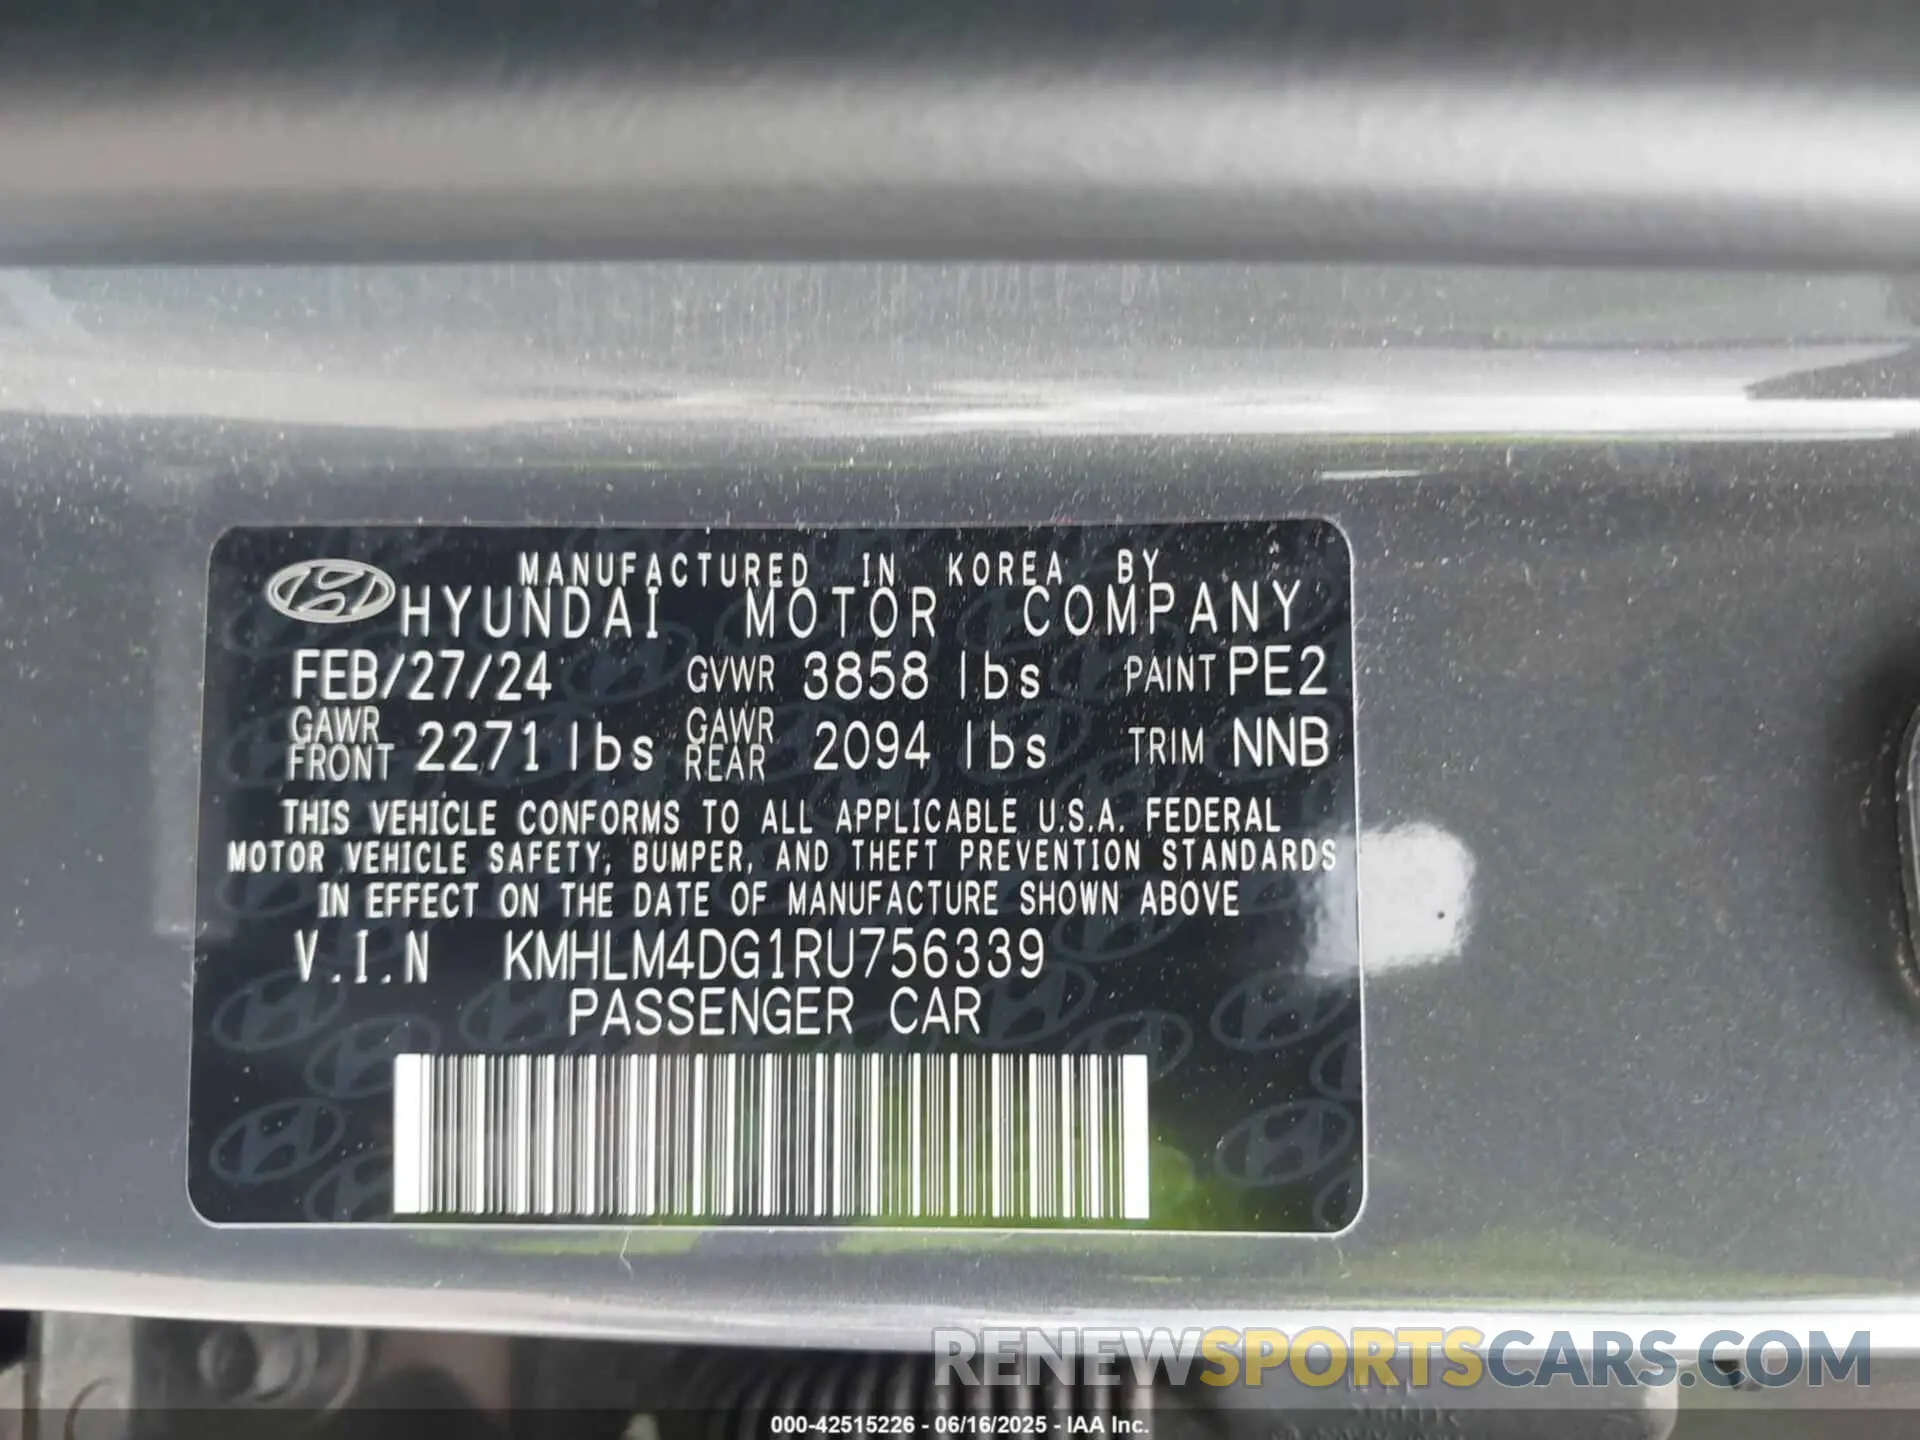 MANUFACTURED IN KOREA BY
HYUNDAI MOTOR COMPANY
FEB/27/24 GVWR 3858 lbs PAINT PE2
GAWR FRONT 2271 lbs GAWR REAR 2094 lbs TRIM NNB
THIS VEHICLE CONFORMS TO ALL APPLICABLE U.S.A. FEDERAL
MOTOR VEHICLE SAFETY, BUMPER, AND THEFT PREVENTION STANDARDS
IN EFFECT ON THE DATE OF MANUFACTURE SHOWN ABOVE
V.I.N KMHLM4DG1RU756339
PASSENGER CAR
RENEWSPORTSCARS.COM
000-42515226 - 06/16/2025 - IAA Inc.